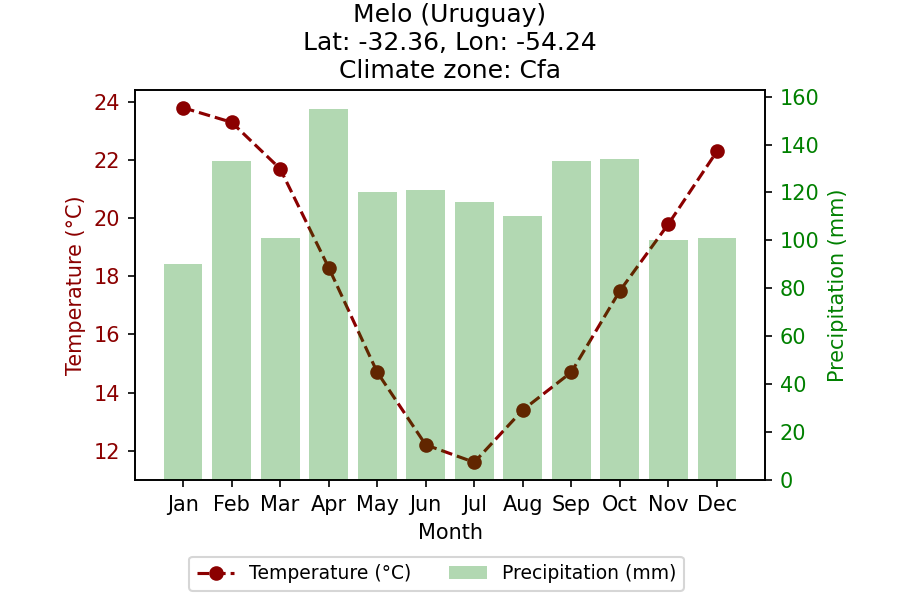 Melo (Uruguay)
Lat: -32.36, Lon: -54.24
Climate zone: Cfa
24
22
20
18
16
14
12
Temperature (°C)
160
140
120
100
80
60
40
20
0
Precipitation (mm)
Jan Feb Mar Apr May Jun Jul Aug Sep Oct Nov Dec
Month
Temperature (°C) Precipitation (mm)